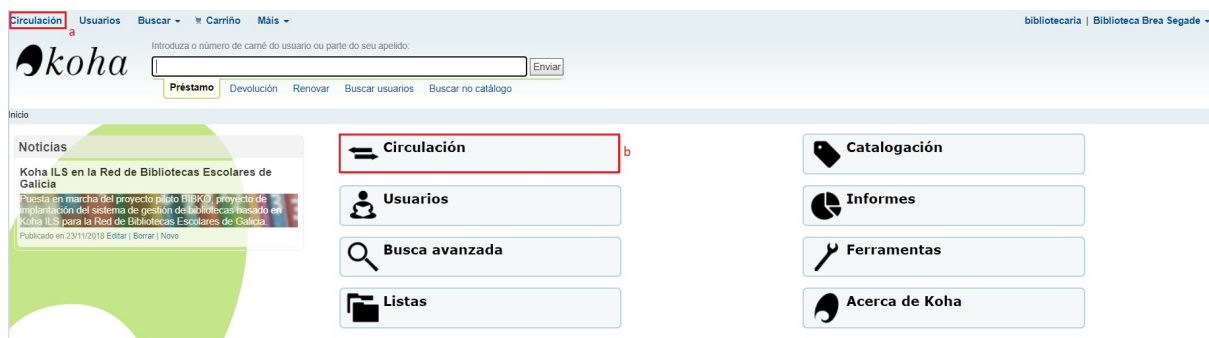 Circulación Usuarios Buscar Carriño Máis bibliotecaria | Biblioteca Brea Segade
a
koha
Introduza o número de carné do usuario ou parte do seu apelido:
Enviar
Préstamo Devolución Renovar Buscar usuarios Buscar no catálogo
Inicio
Noticias
Koha ILS en la Red de Bibliotecas Escolares de
Galicia
Puesta en marcha del proyecto piloto BISKO, proyecto de
implantación del sistema de gestión de bibliotecas basado en
Koha ILS para la Red de Bibliotecas Escolares de Galicia.
Publicado en 23/11/2018 Editar | Borrar | Novo
Circulación
b
Usuarios
Busca avanzada
Listas
Catalogación
Informes
Ferramentas
Acerca de Koha